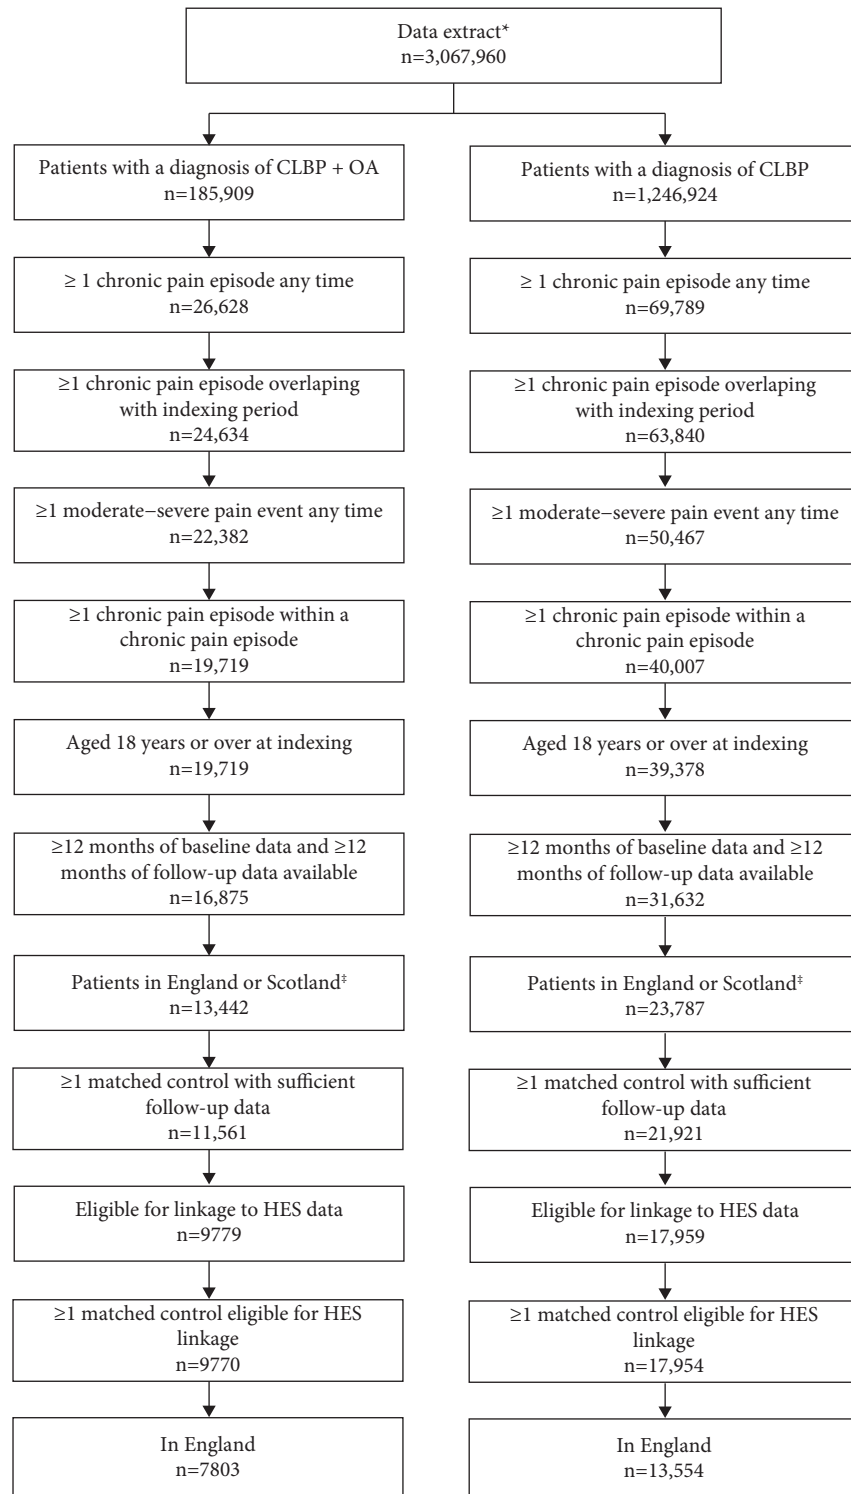 Data extract*
n=3,067,960
Patients with a diagnosis of CLBP + OA
n=185,909
≥ 1 chronic pain episode any time
n=26,628
≥1 chronic pain episode overlaping
with indexing period
n=24,634
≥1 moderate−severe pain event any time
n=22,382
≥1 chronic pain episode within a
chronic pain episode
n=19,719
Aged 18 years or over at indexing
n=19,719
≥12 months of baseline data and ≥12
months of follow-up data available
n=16,875
Patients in England or Scotland‡
n=13,442
≥1 matched control with sufficient
follow-up data
n=11,561
Eligible for linkage to HES data
n=9779
≥1 matched control eligible for HES
linkage
n=9770
In England
n=7803
Patients with a diagnosis of CLBP
n=1,246,924
≥1 chronic pain episode any time
n=69,789
≥1 chronic pain episode overlaping
with indexing period
n=63,840
≥1 moderate−severe pain event any time
n=50,467
≥1 chronic pain episode within a
chronic pain episode
n=40,007
Aged 18 years or over at indexing
n=39,378
≥12 months of baseline data and ≥12
months of follow-up data available
n=31,632
Patients in England or Scotland‡
n=23,787
≥1 matched control with sufficient
follow-up data
n=21,921
Eligible for linkage to HES data
n=17,959
≥1 matched control eligible for HES
linkage
n=17,954
In England
n=13,554